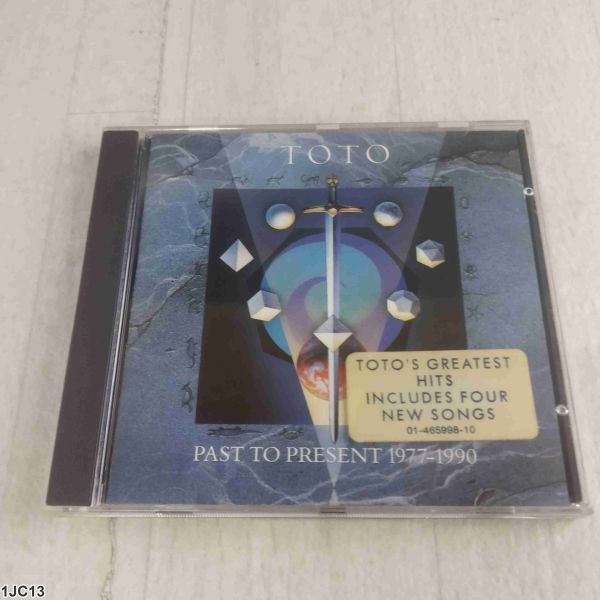 TOTO
TOTO'S GREATEST
HITS
INCLUDES FOUR
NEW SONGS
01-465998-10
PAST TO PRESENT 1977-1990
1JC13